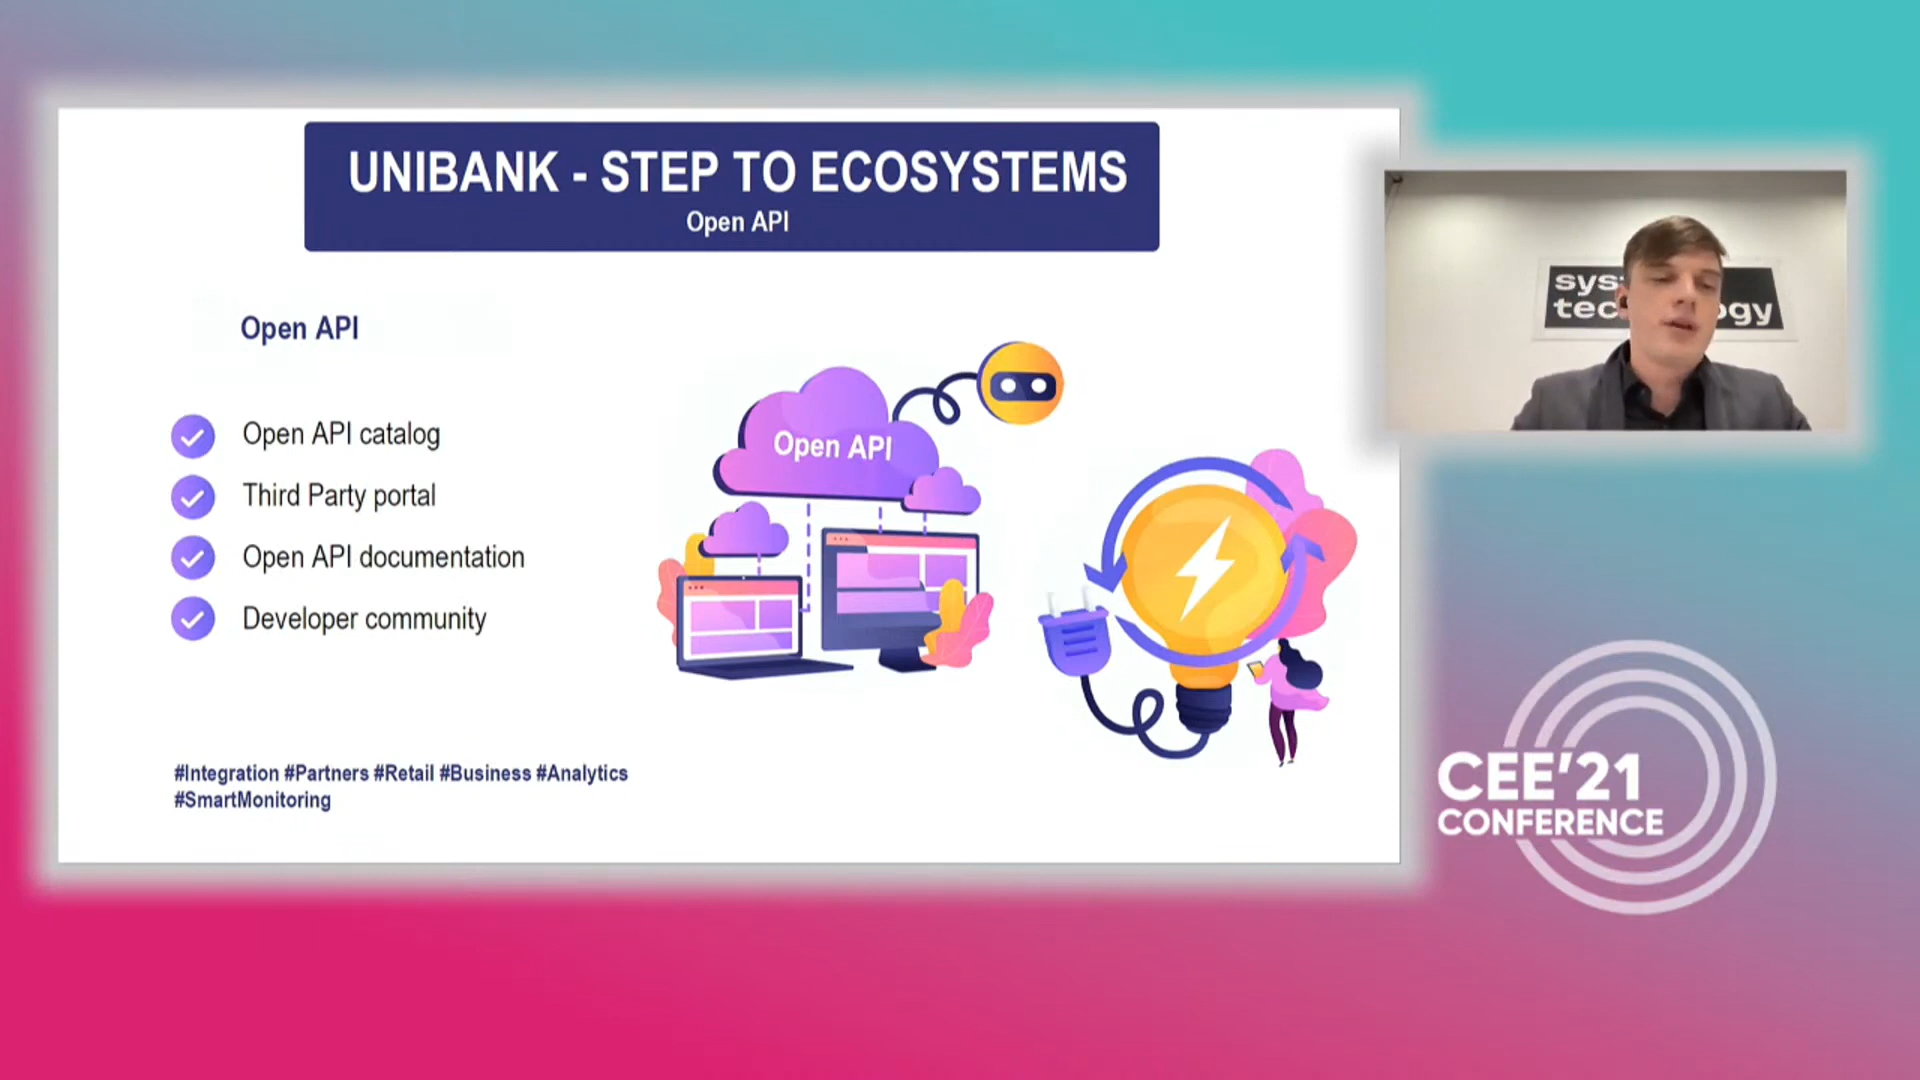 UNIBANK - STEP TO ECOSYSTEMS
Open API
Open API
Open API catalog
Third Party portal
Open API documentation
Developer community
#Integration #Partners #Retail #Business #Analytics
#SmartMonitoring
Open API
CEE'21
CONFERENCE